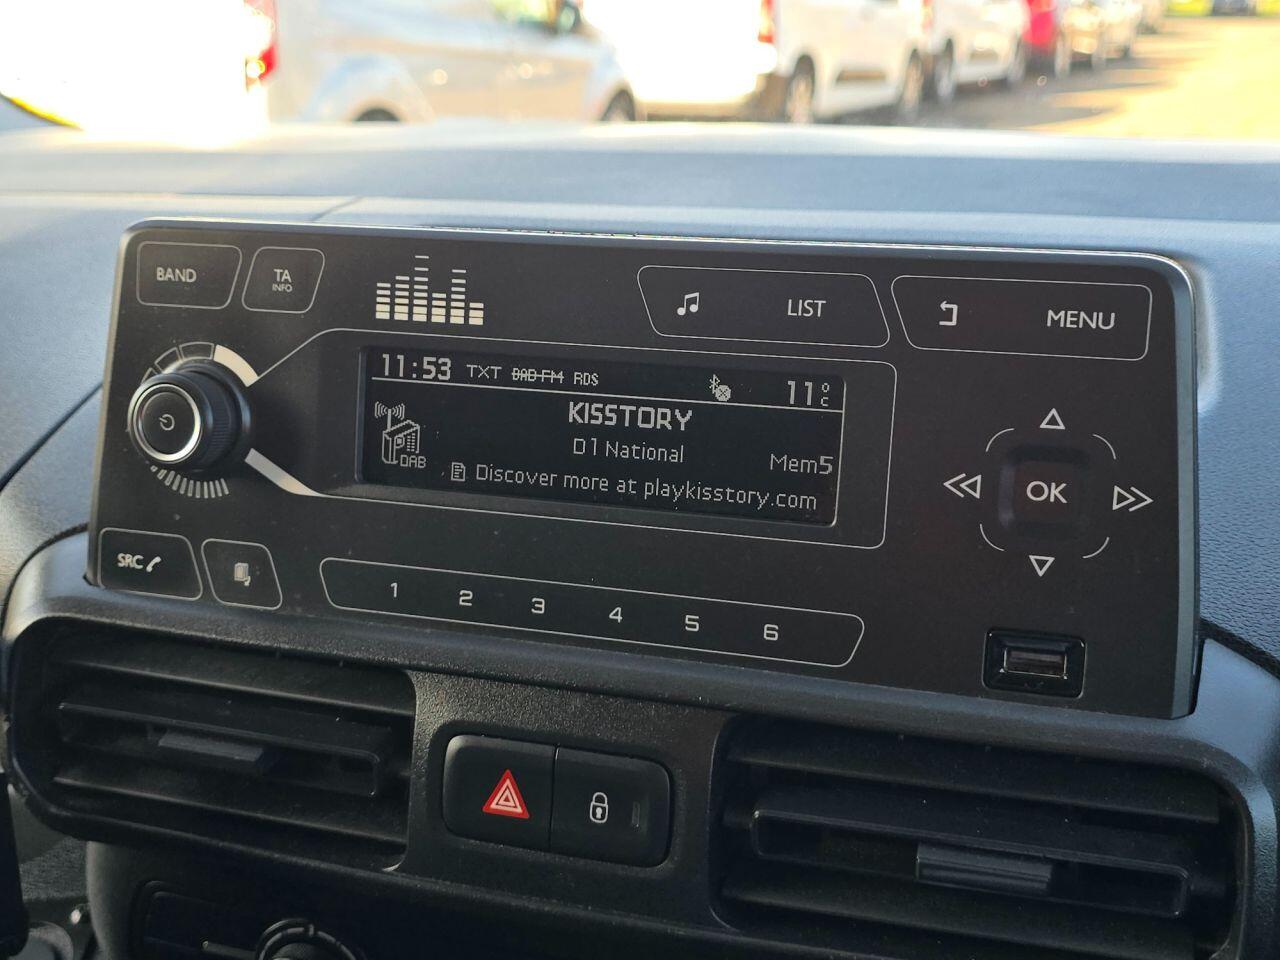 BAND
TA
INFO
LIST
MENU
11:53 TXT DAB-FM RDS 11°C
KISSTORY
D1 National
Mem5
DAB
Discover more at playkisstory.com
OK
SRC
1 2 3 4 5 6